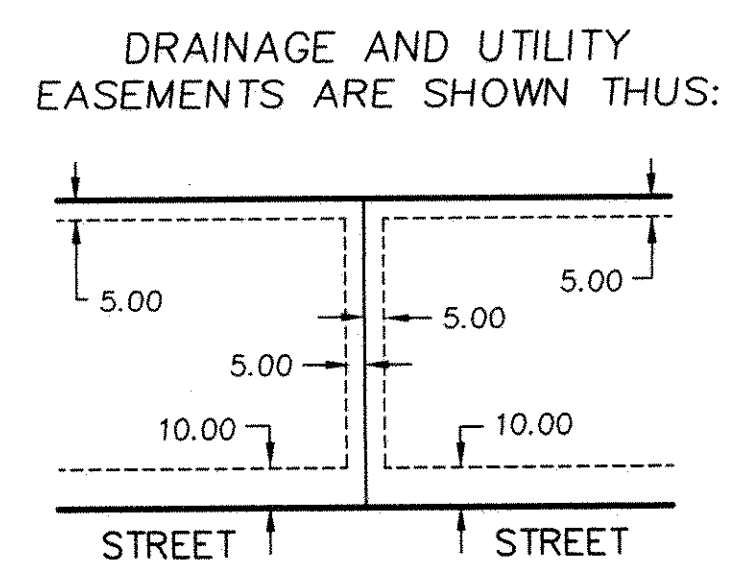 DRAINAGE AND UTILITY
EASEMENTS ARE SHOWN THUS:
5.00
5.00
5.00
5.00
10.00
10.00
STREET
STREET